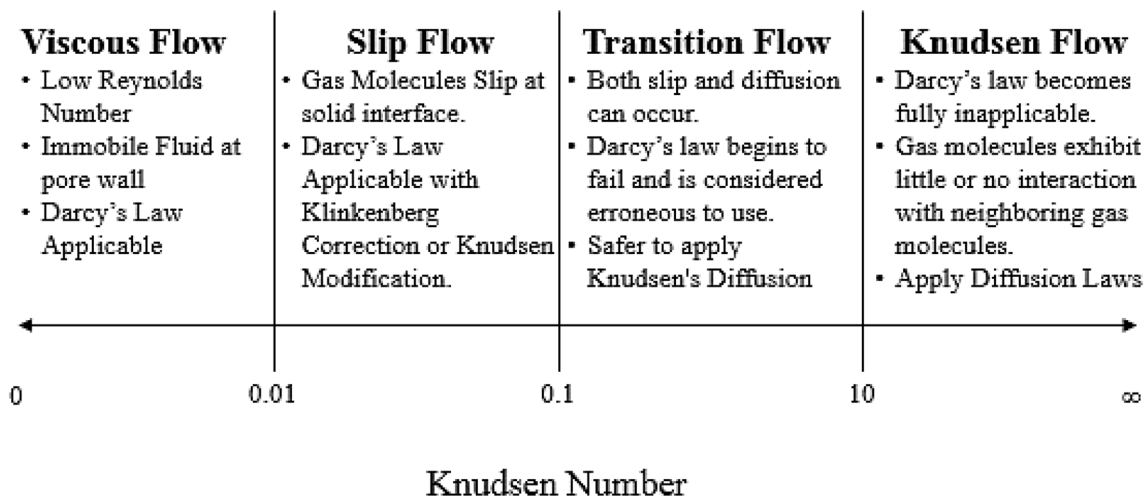 Viscous Flow
• Low Reynolds
Number
• Immobile Fluid at
pore wall
• Darcy’s Law
Applicable
Slip Flow
• Gas Molecules Slip at
solid interface.
• Darcy’s Law
Applicable with
Klinkenberg
Correction or Knudsen
Modification.
Transition Flow
• Both slip and diffusion
can occur.
• Darcy’s law begins to
fail and is considered
erroneous to use.
• Safer to apply
Knudsen's Diffusion
Knudsen Flow
• Darcy’s law becomes
fully inapplicable.
• Gas molecules exhibit
little or no interaction
with neighboring gas
molecules.
• Apply Diffusion Laws
0 0.01 0.1 10 ∞
Knudsen Number